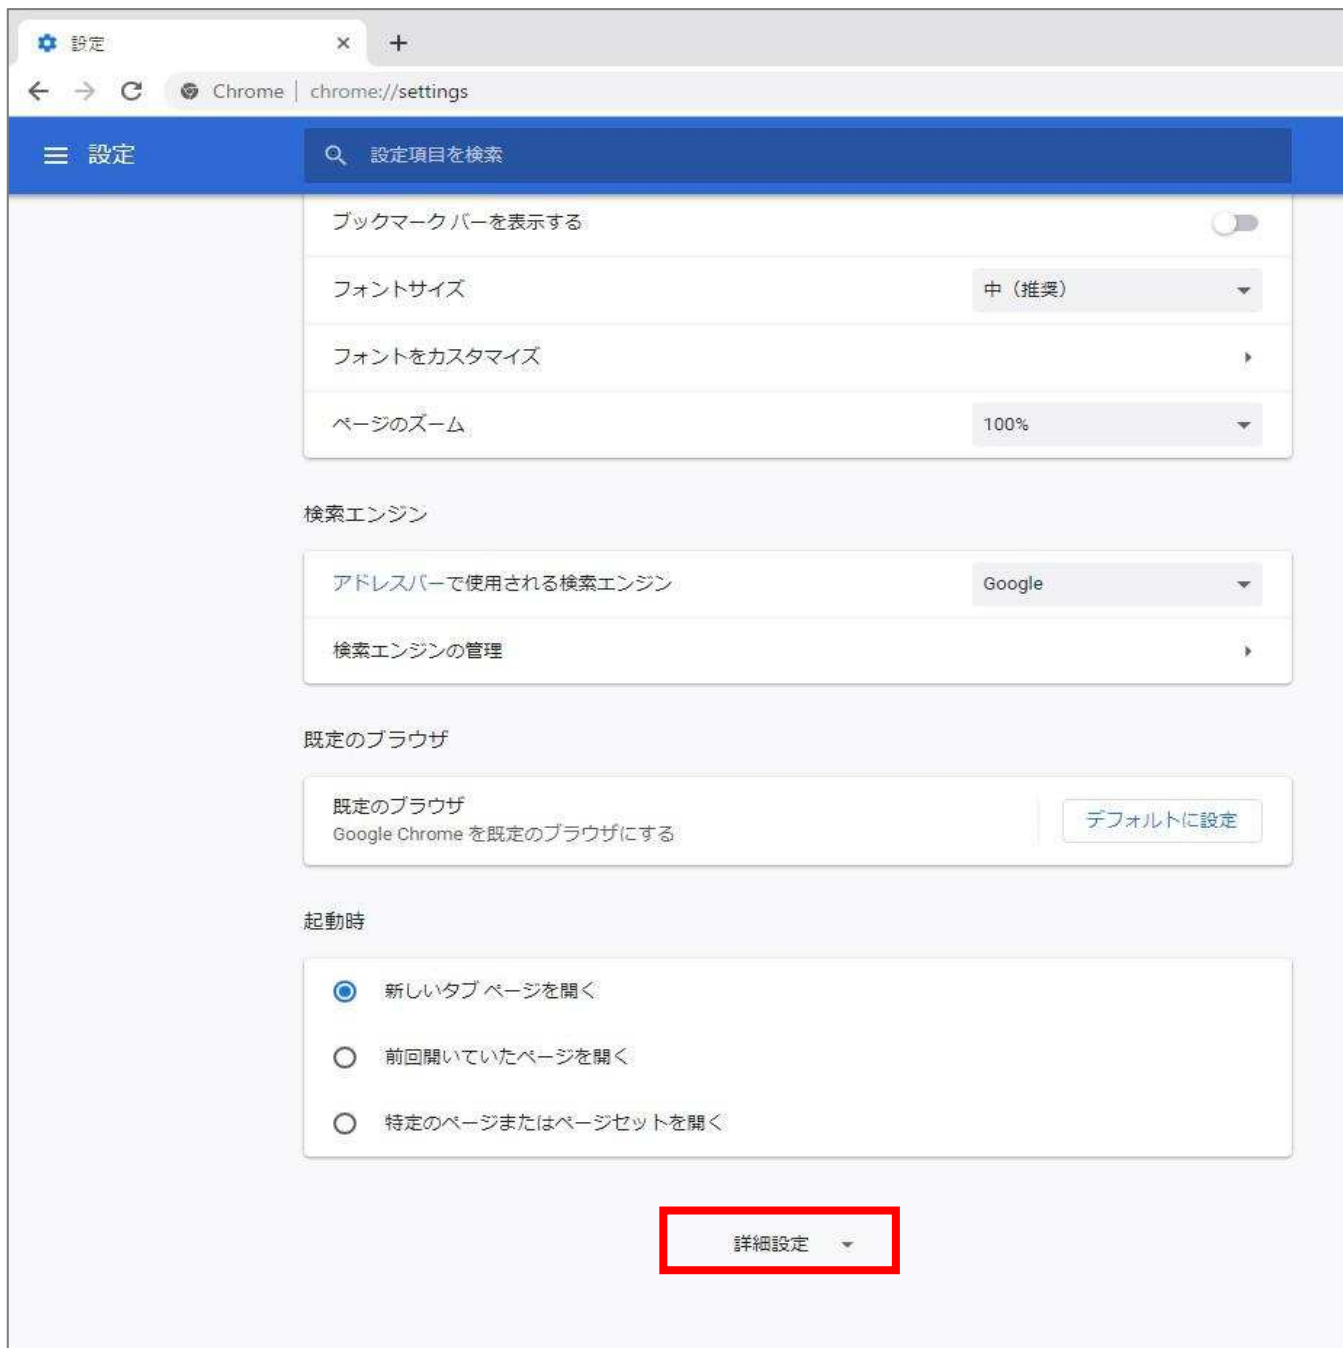 設定
Chrome | chrome://settings
設定
設定項目を検索
ブックマーク バーを表示する
フォントサイズ
中（推奨）
フォントをカスタマイズ
ページのズーム
100%
検索エンジン
アドレスバーで使用される検索エンジン
Google
検索エンジンの管理
既定のブラウザ
既定のブラウザ
Google Chrome を既定のブラウザにする
デフォルトに設定
起動時
新しいタブ ページを開く
前回開いていたページを開く
特定のページまたはページセットを開く
詳細設定